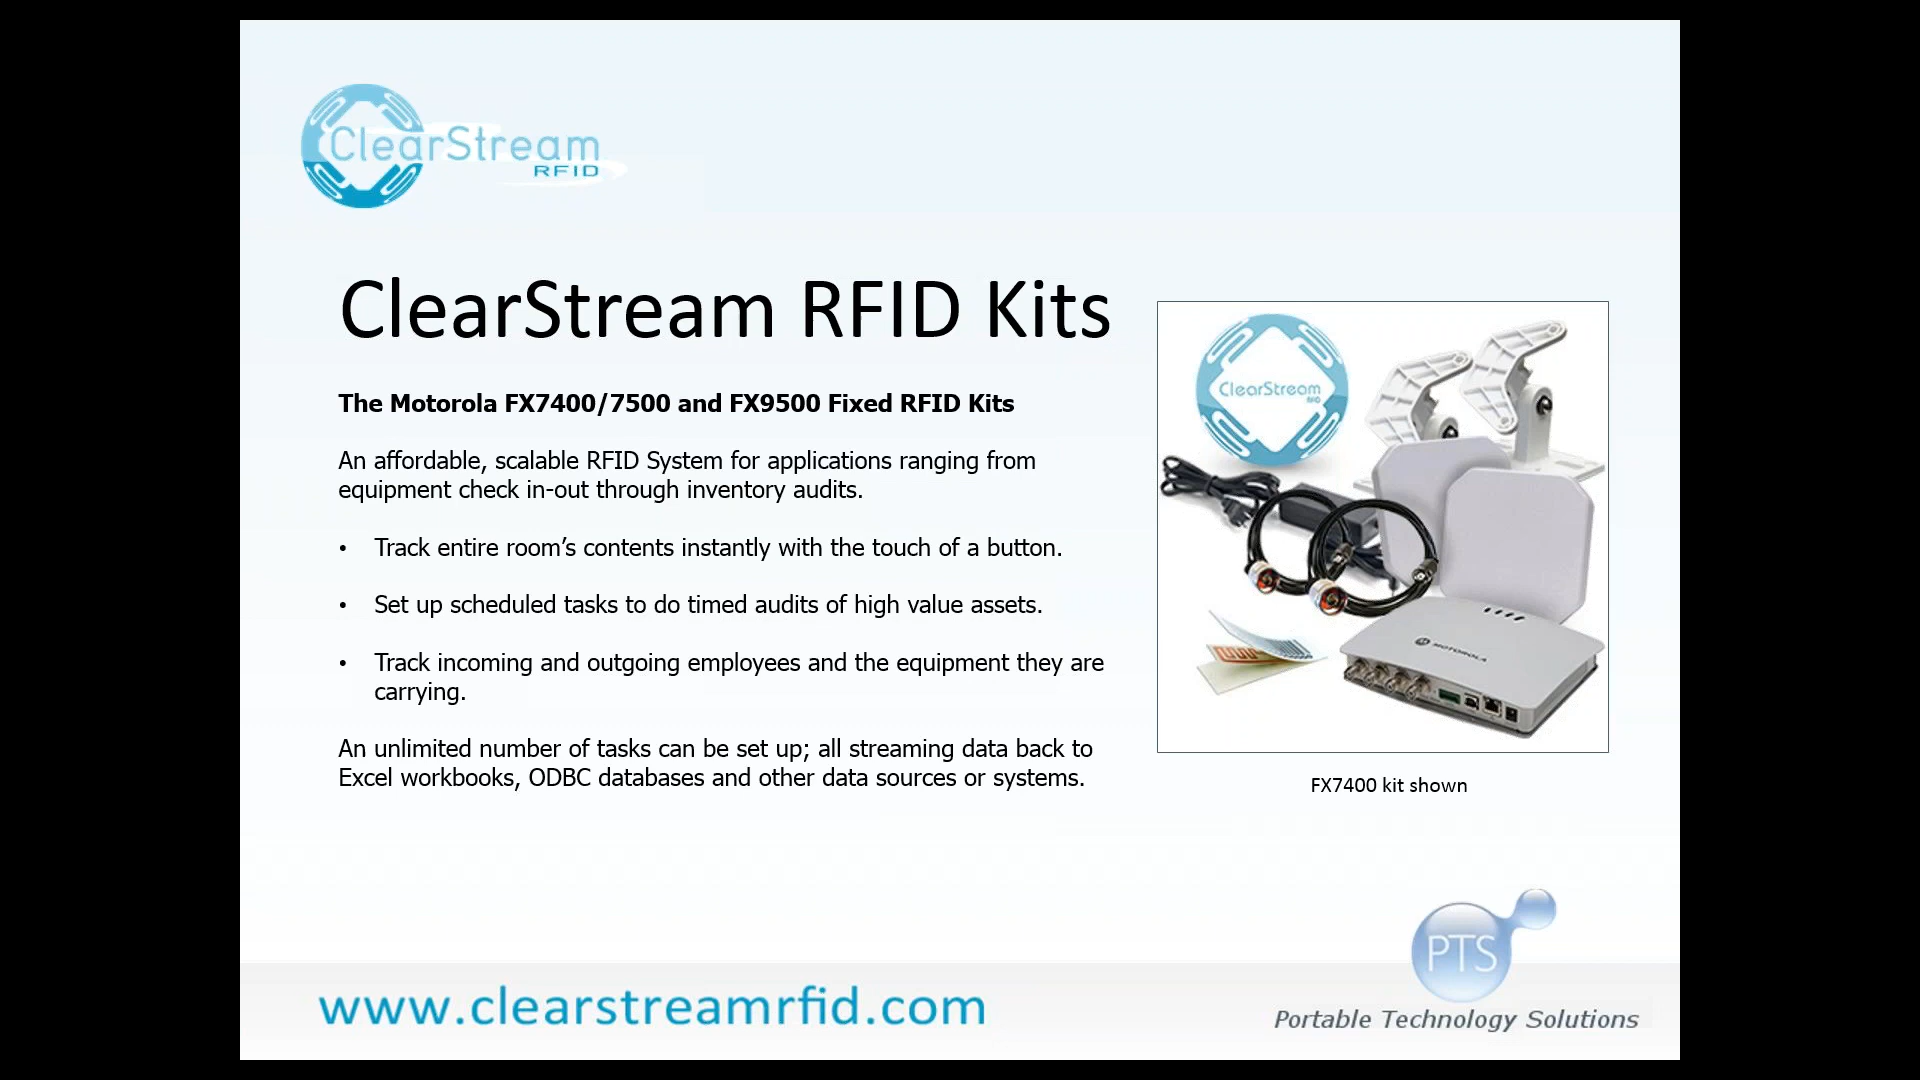 ClearStream
RFID
ClearStream RFID Kits
The Motorola FX7400/7500 and FX9500 Fixed RFID Kits
An affordable, scalable RFID System for applications ranging from
equipment check in-out through inventory audits.
• Track entire room’s contents instantly with the touch of a button.
• Set up scheduled tasks to do timed audits of high value assets.
• Track incoming and outgoing employees and the equipment they are
carrying.
An unlimited number of tasks can be set up; all streaming data back to
Excel workbooks, ODBC databases and other data sources or systems.
ClearStream
RFID
MOTOROLA
FX7400 kit shown
www.clearstreamrfid.com
PTS
Portable Technology Solutions